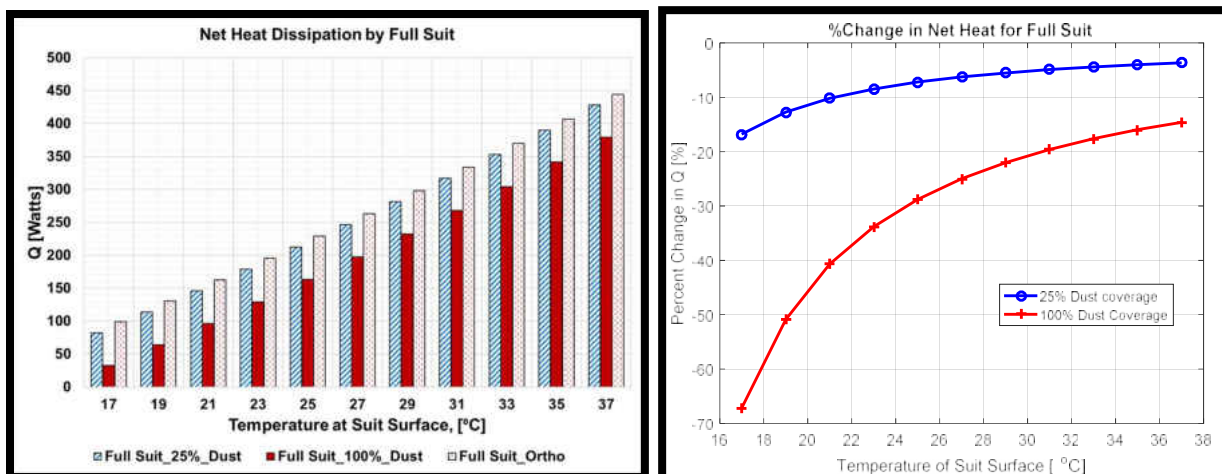 Net Heat Dissipation by Full Suit
Q [Watts]
500
450
400
350
300
250
200
150
100
50
0
17 19 21 23 25 27 29 31 33 35 37
Temperature at Suit Surface, [ºC]
Full Suit_25%_Dust Full Suit_100%_Dust Full Suit_Ortho
%Change in Net Heat for Full Suit
Percent Change in Q [%]
0
-10
-20
-30
-40
-50
-60
-70
25% Dust coverage
100% Dust Coverage
16 18 20 22 24 26 28 30 32 34 36 38
Temperature of Suit Surface [ °C]